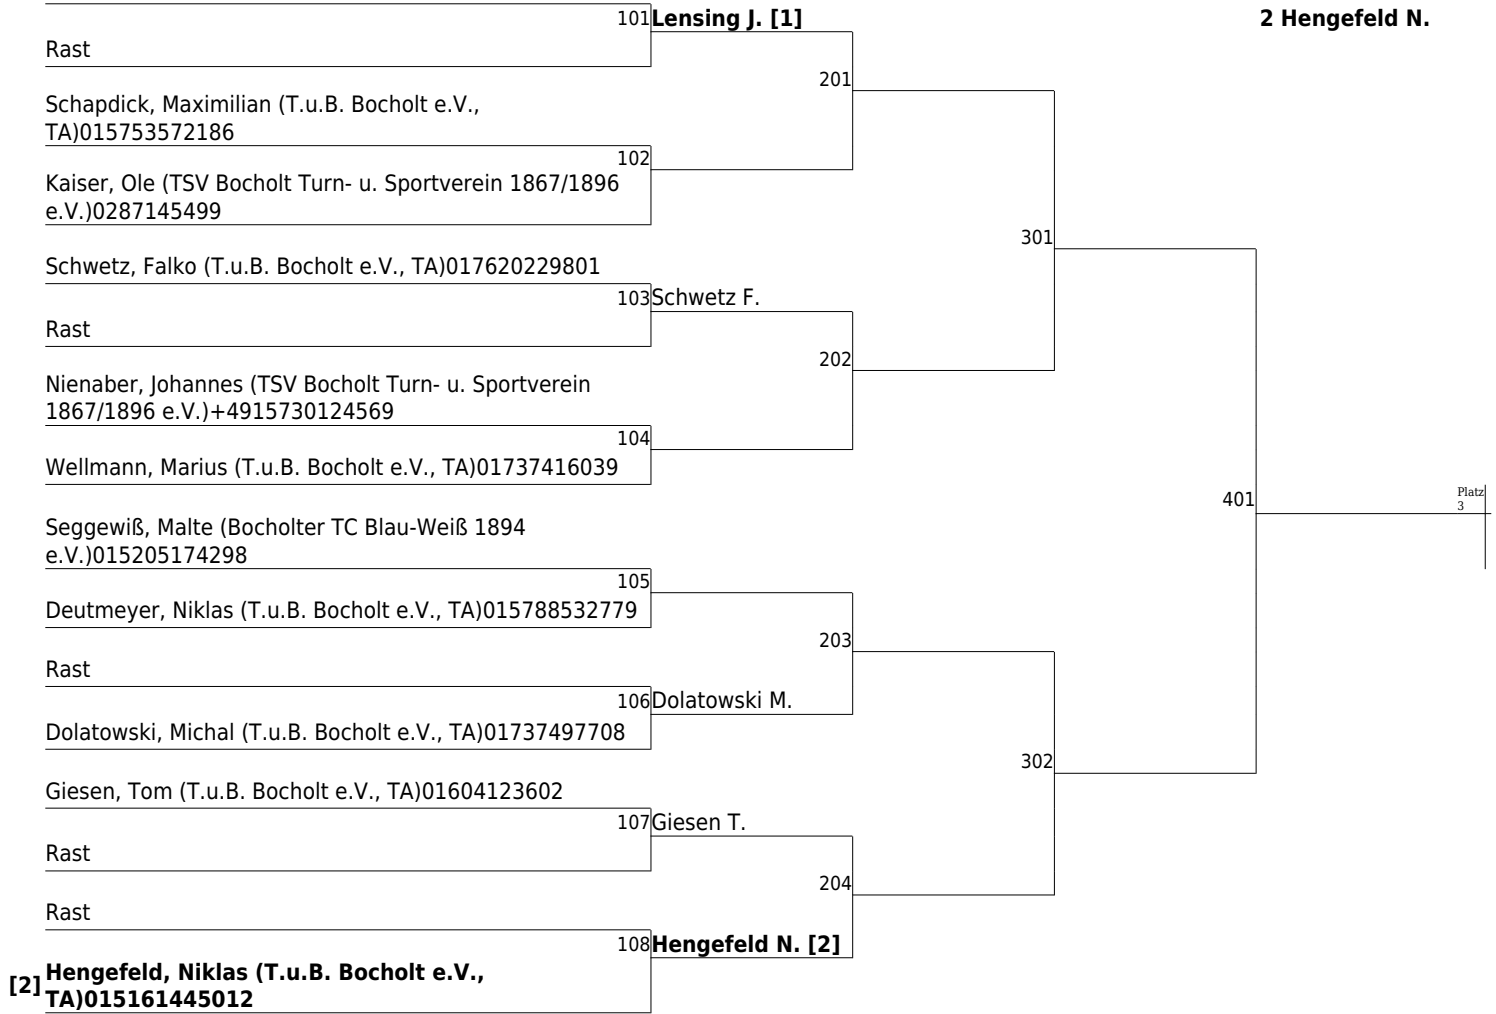 101 Lensing J. [1]
2 Hengefeld N.
Rast
201
Schapdick, Maximilian (T.u.B. Bocholt e.V.,
TA)015753572186
102
Kaiser, Ole (TSV Bocholt Turn- u. Sportverein 1867/1896
e.V.)0287145499
301
Schwetz, Falko (T.u.B. Bocholt e.V., TA)017620229801
103 Schwetz F.
Rast
202
Nienaber, Johannes (TSV Bocholt Turn- u. Sportverein
1867/1896 e.V.)+4915730124569
104
Wellmann, Marius (T.u.B. Bocholt e.V., TA)01737416039
401
Platz
3
Seggewiß, Malte (Bocholter TC Blau-Weiß 1894
e.V.)015205174298
105
Deutmeyer, Niklas (T.u.B. Bocholt e.V., TA)015788532779
203
Rast
106 Dolatowski M.
Dolatowski, Michal (T.u.B. Bocholt e.V., TA)01737497708
302
Giesen, Tom (T.u.B. Bocholt e.V., TA)01604123602
107 Giesen T.
Rast
204
Rast
108 Hengefeld N. [2]
[2] Hengefeld, Niklas (T.u.B. Bocholt e.V.,
TA)015161445012